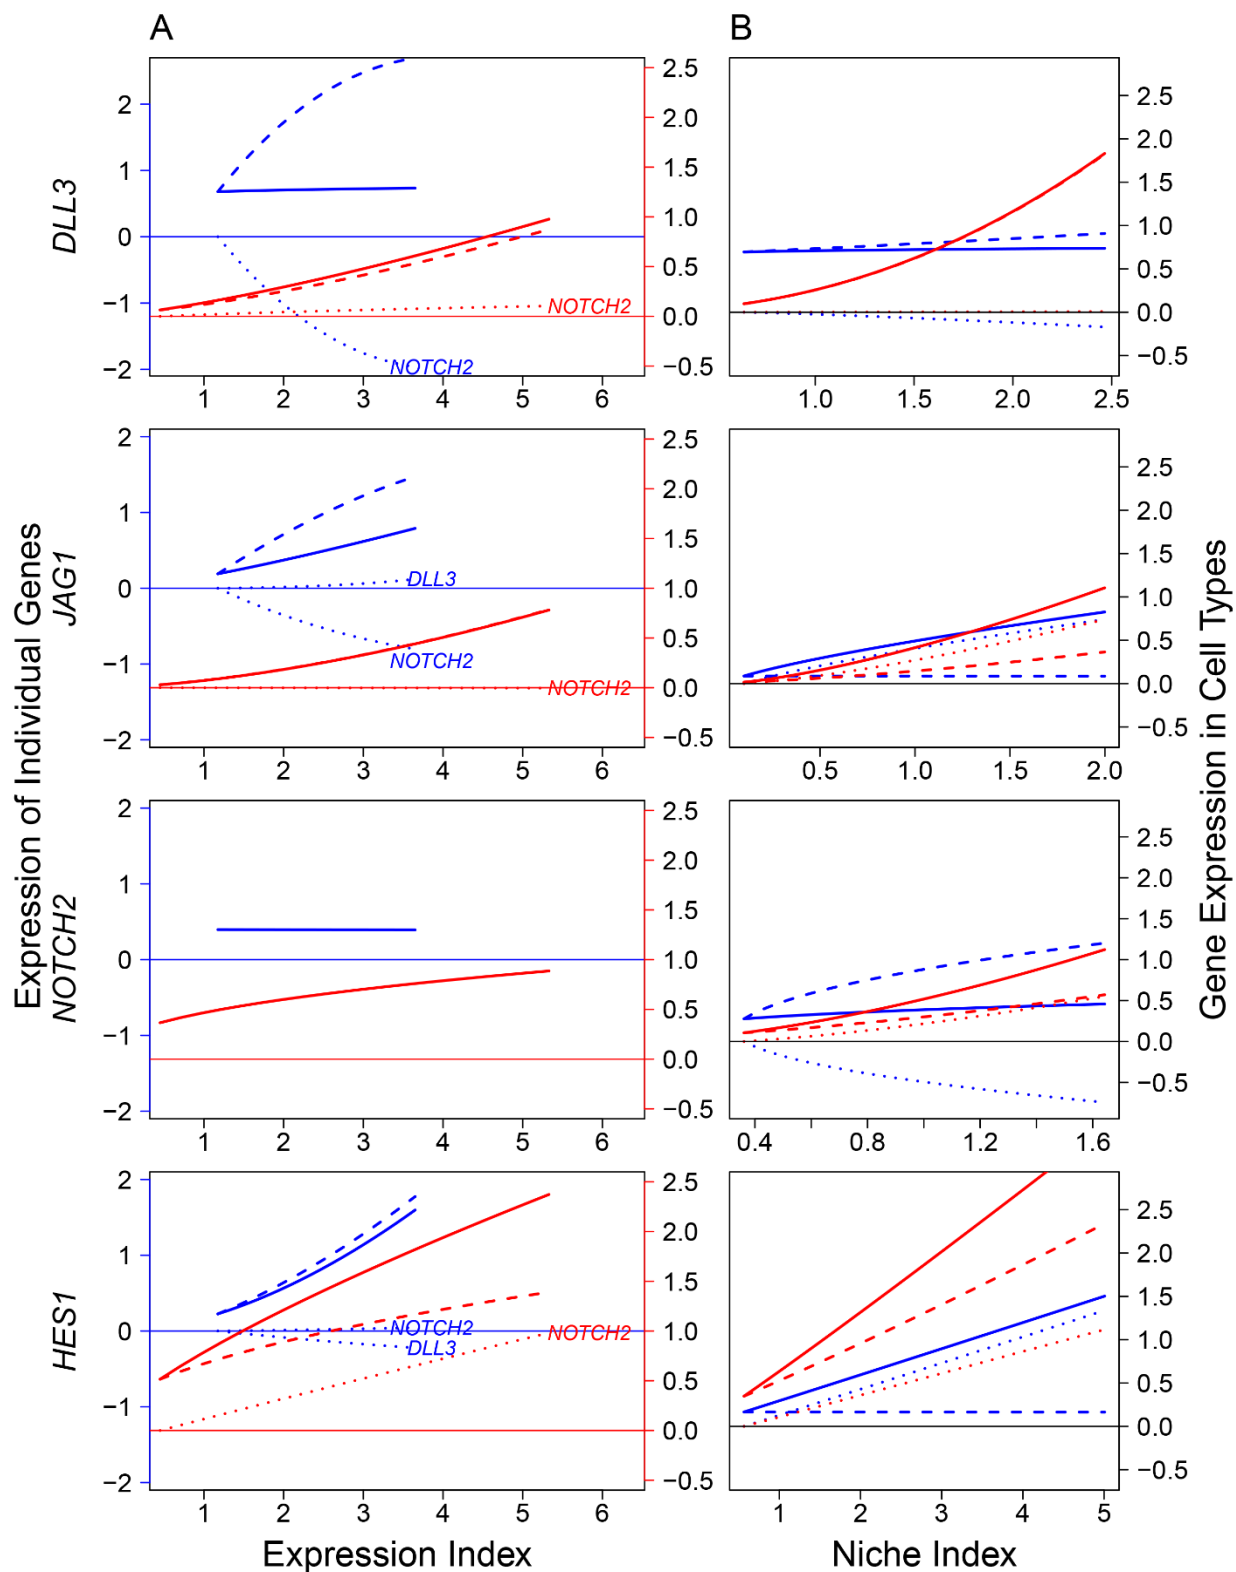 A
B
Expression of Individual Genes
Gene Expression in Cell Types
DLL3
2
1
0
−1
−2
2.5
2.0
1.5
1.0
0.5
0.0
−0.5
NOTCH2
NOTCH2
1 2 3 4 5 6
2.5
2.0
1.5
1.0
0.5
0.0
−0.5
1.0 1.5 2.0 2.5
JAG1
2
1
0
−1
−2
2.5
2.0
1.5
1.0
0.5
0.0
−0.5
DLL3
NOTCH2
NOTCH2
1 2 3 4 5 6
2.5
2.0
1.5
1.0
0.5
0.0
−0.5
0.5 1.0 1.5 2.0
NOTCH2
2
1
0
−1
−2
2.5
2.0
1.5
1.0
0.5
0.0
−0.5
1 2 3 4 5 6
2.5
2.0
1.5
1.0
0.5
0.0
−0.5
0.4 0.8 1.2 1.6
HES1
2
1
0
−1
−2
2.5
2.0
1.5
1.0
0.5
0.0
−0.5
NOTCH2
DLL3
NOTCH2
1 2 3 4 5 6
2.5
2.0
1.5
1.0
0.5
0.0
−0.5
1 2 3 4 5
Expression Index
Niche Index